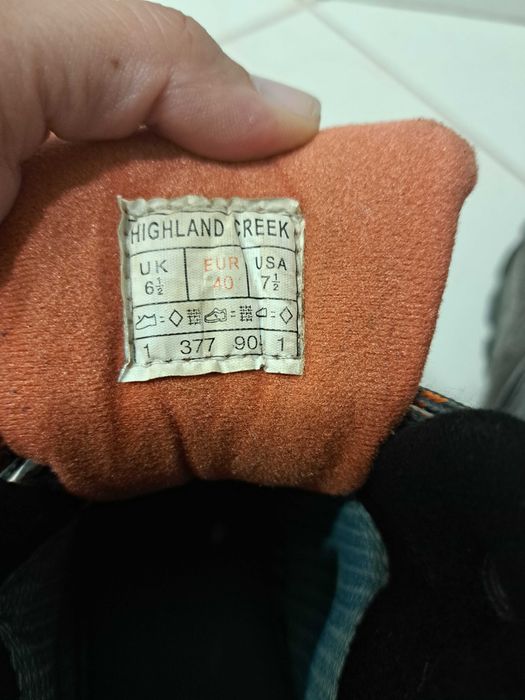 HIGHLAND CREEK
UK EUR USA
6½ 40 7½
1 377 90 1